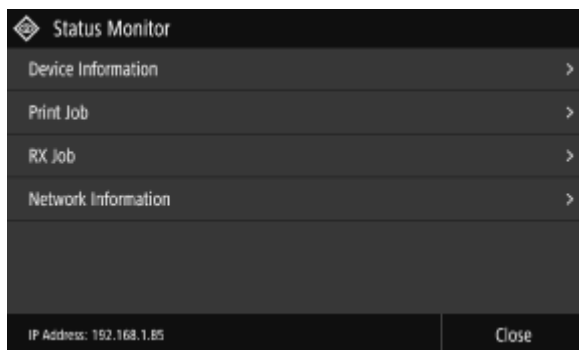 Status Monitor
Device Information
Print Job
RX Job
Network Information
IP Address: 192.168.1.85
Close